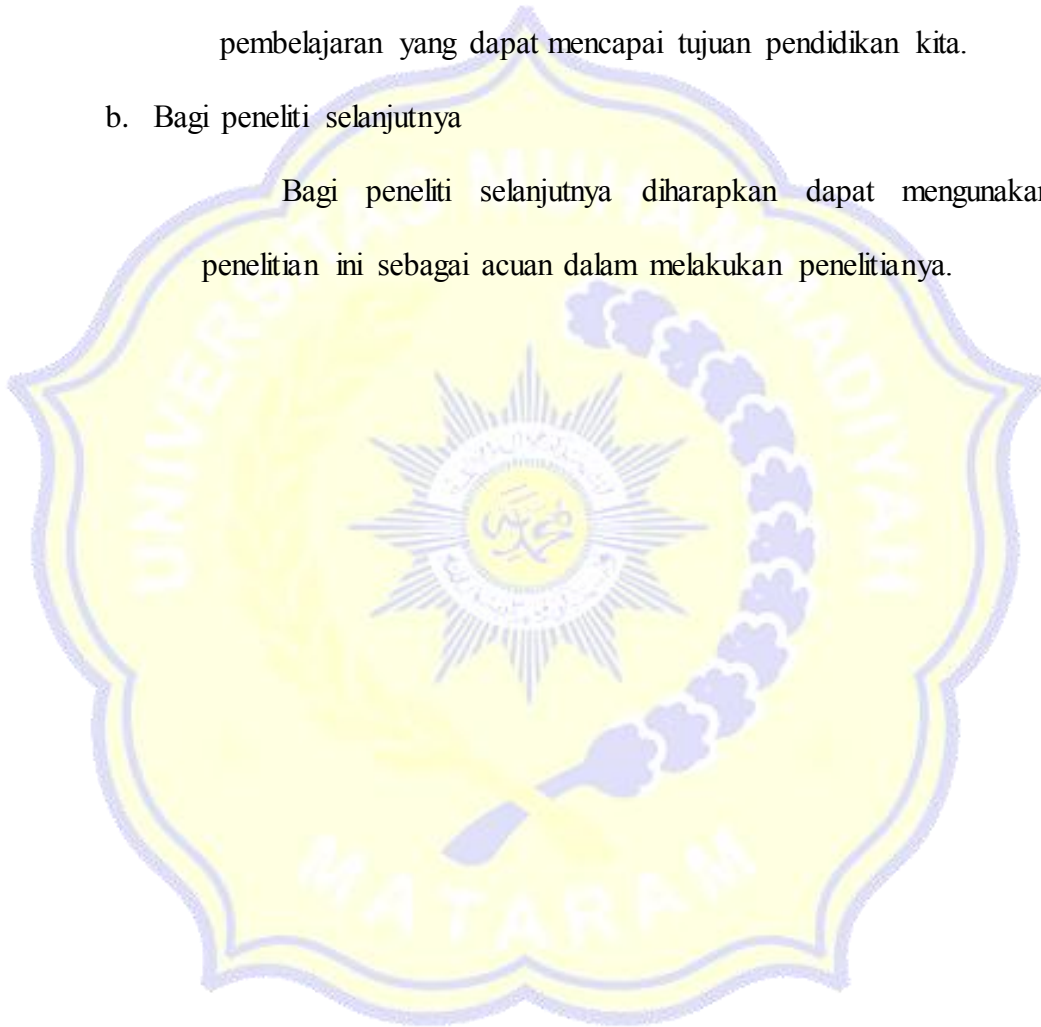 pembelajaran yang dapat mencapai tujuan pendidikan kita.
b. Bagi peneliti selanjutnya
Bagi peneliti selanjutnya diharapkan dapat mengunakan
penelitian ini sebagai acuan dalam melakukan penelitianya.
UNIVERSITAS MUHAMMADIYAH
محمدية
MATARAM